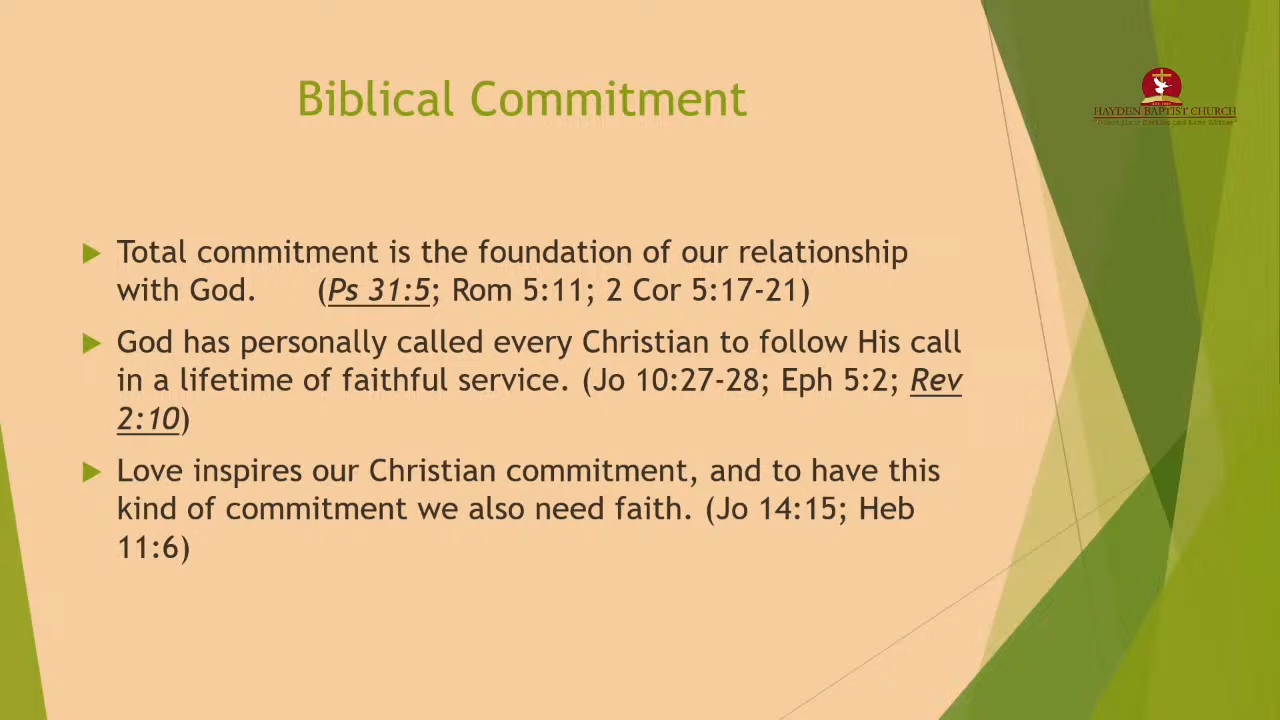 Biblical Commitment
HAYDEN BAPTIST CHURCH
Total commitment is the foundation of our relationship
with God. (Ps 31:5; Rom 5:11; 2 Cor 5:17-21)
God has personally called every Christian to follow His call
in a lifetime of faithful service. (Jo 10:27-28; Eph 5:2; Rev
2:10)
Love inspires our Christian commitment, and to have this
kind of commitment we also need faith. (Jo 14:15; Heb
11:6)